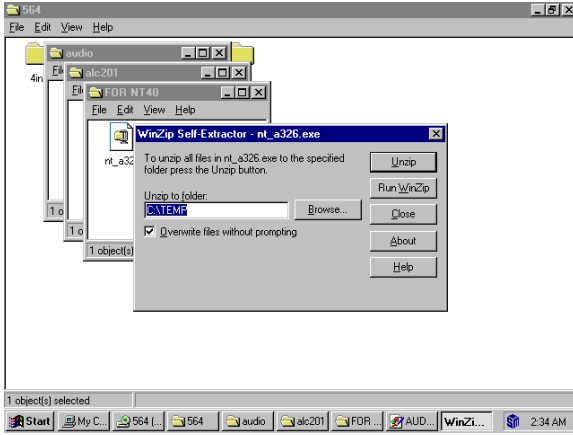 564
File Edit View Help
4in
audio
File
alc201
File
FOR NT40
File Edit View Help
nt_a32
WinZip Self-Extractor - nt_a326.exe
To unzip all files in nt_a326.exe to the specified
folder press the Unzip button.
Unzip to folder:
C:\TEMP
Browse...
Overwrite files without prompting
Unzip
Run WinZip
Close
About
Help
1 o
1 o
1 object(s)
1 object(s) selected
Start
My C...
564 (...
564
audio
alc201
FOR ...
AUD...
WinZi...
2:34 AM